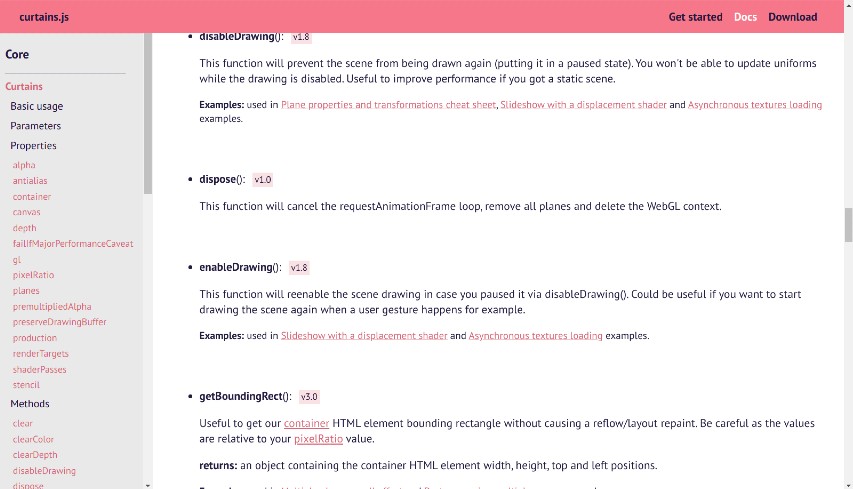 curtains.js
Get started Docs Download
Core
Curtains
Basic usage
Parameters
Properties
alpha
antialias
container
canvas
depth
failIfMajorPerformanceCaveat
gl
pixelRatio
planes
premultipliedAlpha
preserveDrawingBuffer
production
renderTargets
shaderPasses
stencil
Methods
clear
clearColor
clearDepth
disableDrawing
dispose
• disableDrawing(): v1.8
This function will prevent the scene from being drawn again (putting it in a paused state). You won't be able to update uniforms
while the drawing is disabled. Useful to improve performance if you got a static scene.
Examples: used in Plane properties and transformations cheat sheet, Slideshow with a displacement shader and Asynchronous textures loading
examples.
• dispose(): v1.0
This function will cancel the requestAnimationFrame loop, remove all planes and delete the WebGL context.
• enableDrawing(): v1.8
This function will reenable the scene drawing in case you paused it via disableDrawing(). Could be useful if you want to start
drawing the scene again when a user gesture happens for example.
Examples: used in Slideshow with a displacement shader and Asynchronous textures loading examples.
• getBoundingRect(): v3.0
Useful to get our container HTML element bounding rectangle without causing a reflow/layout repaint. Be careful as the values
are relative to your pixelRatio value.
returns: an object containing the container HTML element width, height, top and left positions.